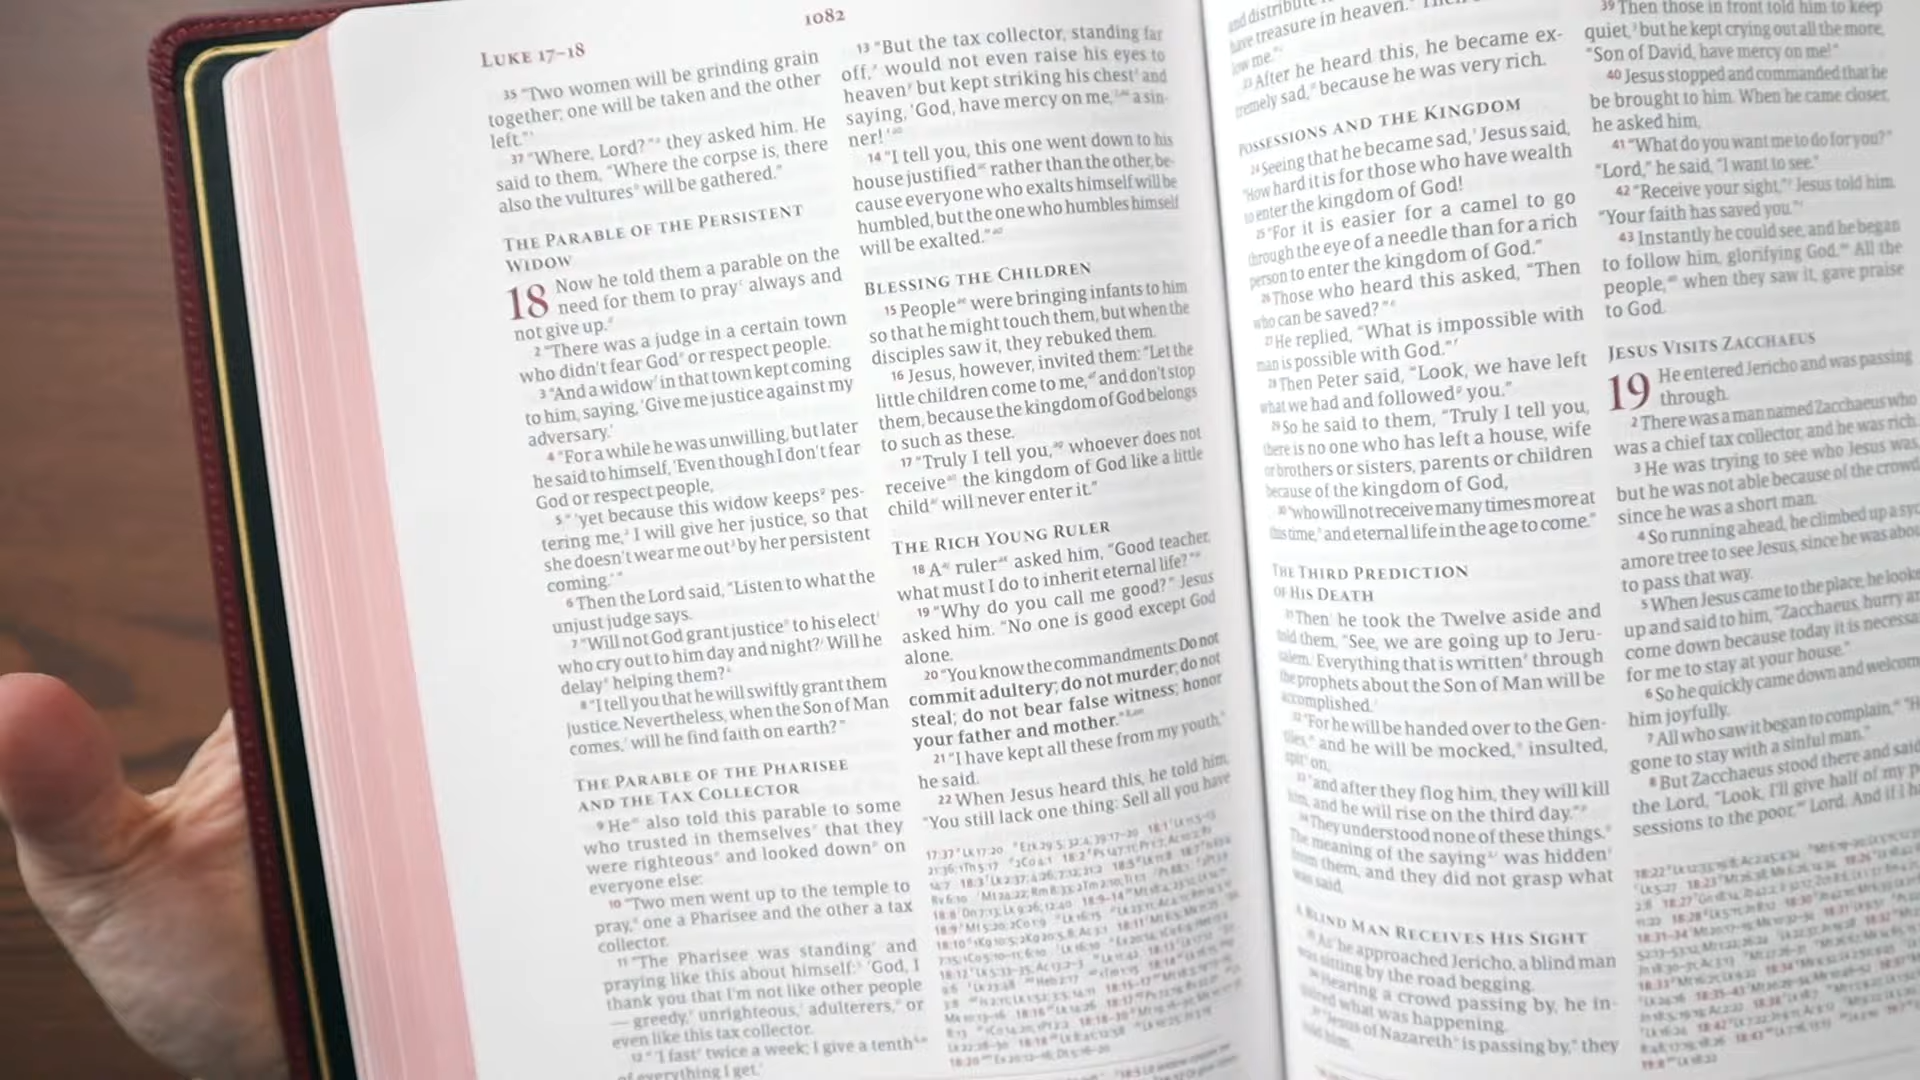 1082
LUKE 17–18
35 “Two women will be grinding grain
together; one will be taken and the other
left.”
37 “Where, Lord?” they asked him. He
said to them, “Where the corpse is, there
also the vultures will be gathered.”
THE PARABLE OF THE PERSISTENT
WIDOW
18 Now he told them a parable on the
need for them to pray always and
not give up.
2 “There was a judge in a certain town
who didn’t fear God or respect people.
3 “And a widow in that town kept coming
to him, saying, ‘Give me justice against my
adversary.’
4 “For a while he was unwilling, but later
he said to himself, ‘Even though I don’t fear
God or respect people,
5 “‘yet because this widow keeps pes-
tering me, I will give her justice, so that
she doesn’t wear me out by her persistent
coming.’”
6 Then the Lord said, “Listen to what the
unjust judge says.
7 “Will not God grant justice to his elect
who cry out to him day and night? Will he
delay helping them?
8 “I tell you that he will swiftly grant them
justice. Nevertheless, when the Son of Man
comes, will he find faith on earth?”
THE PARABLE OF THE PHARISEE
AND THE TAX COLLECTOR
9 He also told this parable to some
who trusted in themselves that they
were righteous and looked down on
everyone else:
10 “Two men went up to the temple to
pray, one a Pharisee and the other a tax
collector.
11 “The Pharisee was standing and
praying like this about himself: ‘God, I
thank you that I’m not like other people
— greedy, unrighteous, adulterers, or
even like this tax collector.
12 “‘I fast twice a week; I give a tenth
of everything I get.’
13 “But the tax collector, standing far
off, would not even raise his eyes to
heaven but kept striking his chest and
saying, ‘God, have mercy on me, a sin-
ner!’
14 “I tell you, this one went down to his
house justified rather than the other, be-
cause everyone who exalts himself will be
humbled, but the one who humbles himself
will be exalted.”
BLESSING THE CHILDREN
15 People were bringing infants to him
so that he might touch them, but when the
disciples saw it, they rebuked them.
16 Jesus, however, invited them: “Let the
little children come to me, and don’t stop
them, because the kingdom of God belongs
to such as these.
17 “Truly I tell you, whoever does not
receive the kingdom of God like a little
child will never enter it.”
THE RICH YOUNG RULER
18 A ruler asked him, “Good teacher,
what must I do to inherit eternal life?”
19 “Why do you call me good?” Jesus
asked him. “No one is good except God
alone.
20 “You know the commandments: Do not
commit adultery; do not murder; do not
steal; do not bear false witness; honor
your father and mother.”
21 “I have kept all these from my youth,”
he said.
22 When Jesus heard this, he told him,
“You still lack one thing: Sell all you have
and distribute
have treasure in heaven. Then
low me.”
23 After he heard this, he became ex-
tremely sad, because he was very rich.
POSSESSIONS AND THE KINGDOM
24 Seeing that he became sad, Jesus said,
“How hard it is for those who have wealth
to enter the kingdom of God!
25 “For it is easier for a camel to go
through the eye of a needle than for a rich
person to enter the kingdom of God.”
26 Those who heard this asked, “Then
who can be saved?”
27 He replied, “What is impossible with
man is possible with God.”
28 Then Peter said, “Look, we have left
what we had and followed you.”
29 So he said to them, “Truly I tell you,
there is no one who has left a house, wife
or brothers or sisters, parents or children
because of the kingdom of God,
30 “who will not receive many times more at
this time, and eternal life in the age to come.”
THE THIRD PREDICTION
OF HIS DEATH
31 Then he took the Twelve aside and
told them, “See, we are going up to Jeru-
salem. Everything that is written through
the prophets about the Son of Man will be
accomplished.
32 “For he will be handed over to the Gen-
tiles, and he will be mocked, insulted,
spit on,
33 “and after they flog him, they will kill
him, and he will rise on the third day.”
34 They understood none of these things.
The meaning of the saying was hidden
from them, and they did not grasp what
was said.
A BLIND MAN RECEIVES HIS SIGHT
35 As he approached Jericho, a blind man
was sitting by the road begging.
36 Hearing a crowd passing by, he in-
quired what was happening.
37 “Jesus of Nazareth is passing by,” they
told him.
39 Then those in front told him to keep
quiet, but he kept crying out all the more,
“Son of David, have mercy on me!”
40 Jesus stopped and commanded that he
be brought to him. When he came closer,
he asked him,
41 “What do you want me to do for you?”
“Lord,” he said, “I want to see.”
42 “Receive your sight,” Jesus told him.
“Your faith has saved you.”
43 Instantly he could see, and he began
to follow him, glorifying God. All the
people, when they saw it, gave praise
to God.
JESUS VISITS ZACCHAEUS
19 He entered Jericho and was passing
through.
2 There was a man named Zacchaeus who
was a chief tax collector, and he was rich.
3 He was trying to see who Jesus was,
but he was not able because of the crowd,
since he was a short man.
4 So running ahead, he climbed up a syc-
amore tree to see Jesus, since he was about
to pass that way.
5 When Jesus came to the place, he looked
up and said to him, “Zacchaeus, hurry and
come down because today it is necessary
for me to stay at your house.”
6 So he quickly came down and welcomed
him joyfully.
7 All who saw it began to complain, “He’s
gone to stay with a sinful man.”
8 But Zacchaeus stood there and said
the Lord, “Look, I’ll give half of my pos-
sessions to the poor, Lord. And if I ha